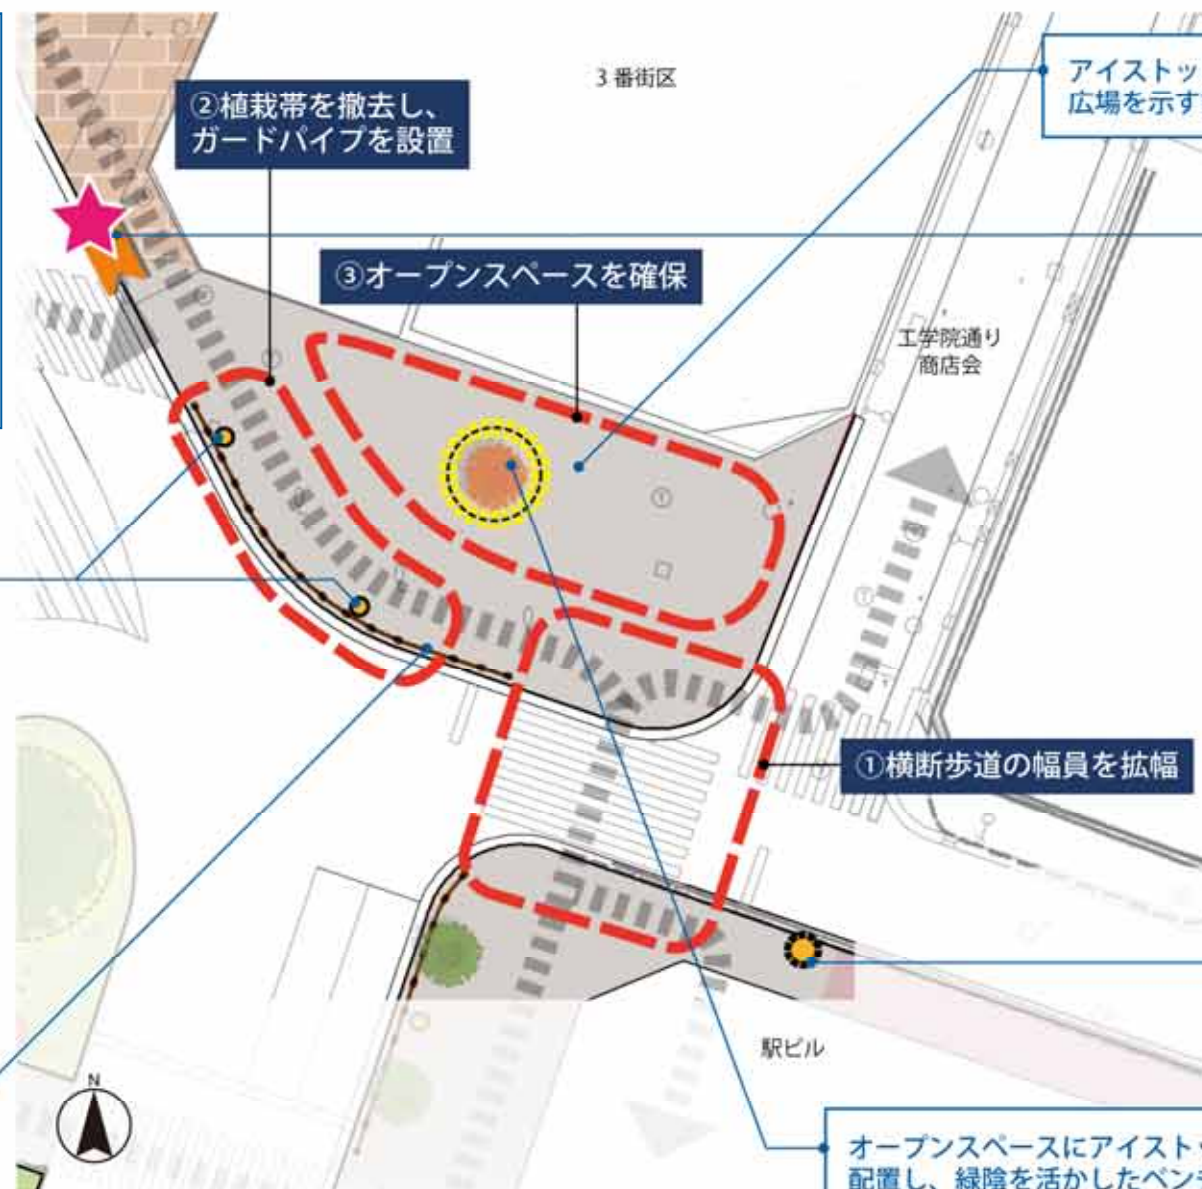 3番街区
アイストッ
広場を示す
②植栽帯を撤去し、
ガードパイプを設置
③オープンスペースを確保
工学院通り
商店会
①横断歩道の幅員を拡幅
駅ビル
N
オープンスペースにアイスト
配置し、緑陰を活かしたベン